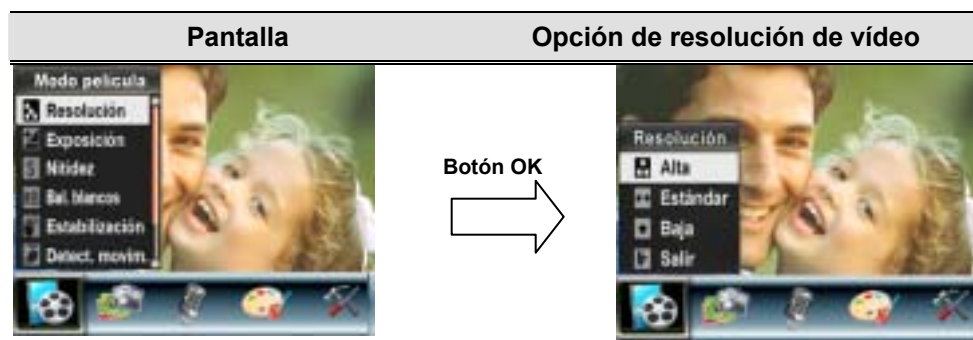 Pantalla
Opción de resolución de vídeo
Modo película
Resolución
Exposición
Nitidez
Bal. blancos
Estabilización
Detect. movim.
Botón OK
Resolución
Alta
Estándar
Baja
Salir